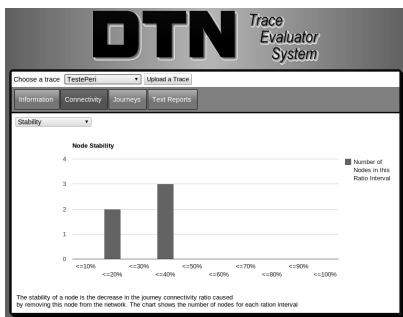 DTN Trace
Evaluator
System
Choose a trace TestePeri Upload a Trace
Information Connectivity Journeys Text Reports
Stability
Node Stability
4
3
2
1
0
Number of
Nodes in this
Ratio Interval
<=10% <=30% <=50% <=70% <=90%
<=20% <=40% <=60% <=80% <=100%
The stability of a node is the decrease in the journey connectivity ratio caused
by removing this node from the network. The chart shows the number of nodes for each ration interval